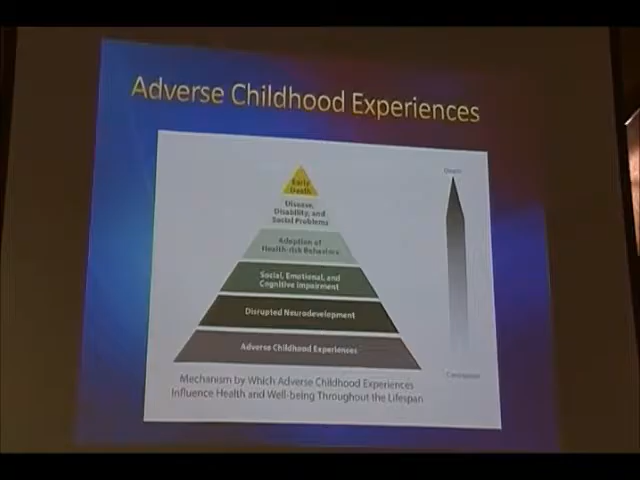 Adverse Childhood Experiences
Early
Death
Disease,
Disability, and
Social Problems
Adoption of
Health-risk Behaviors
Social, Emotional, and
Cognitive Impairment
Disrupted Neurodevelopment
Adverse Childhood Experiences
Mechanism by Which Adverse Childhood Experiences
Influence Health and Well-being Throughout the Lifespan
Death
Conception